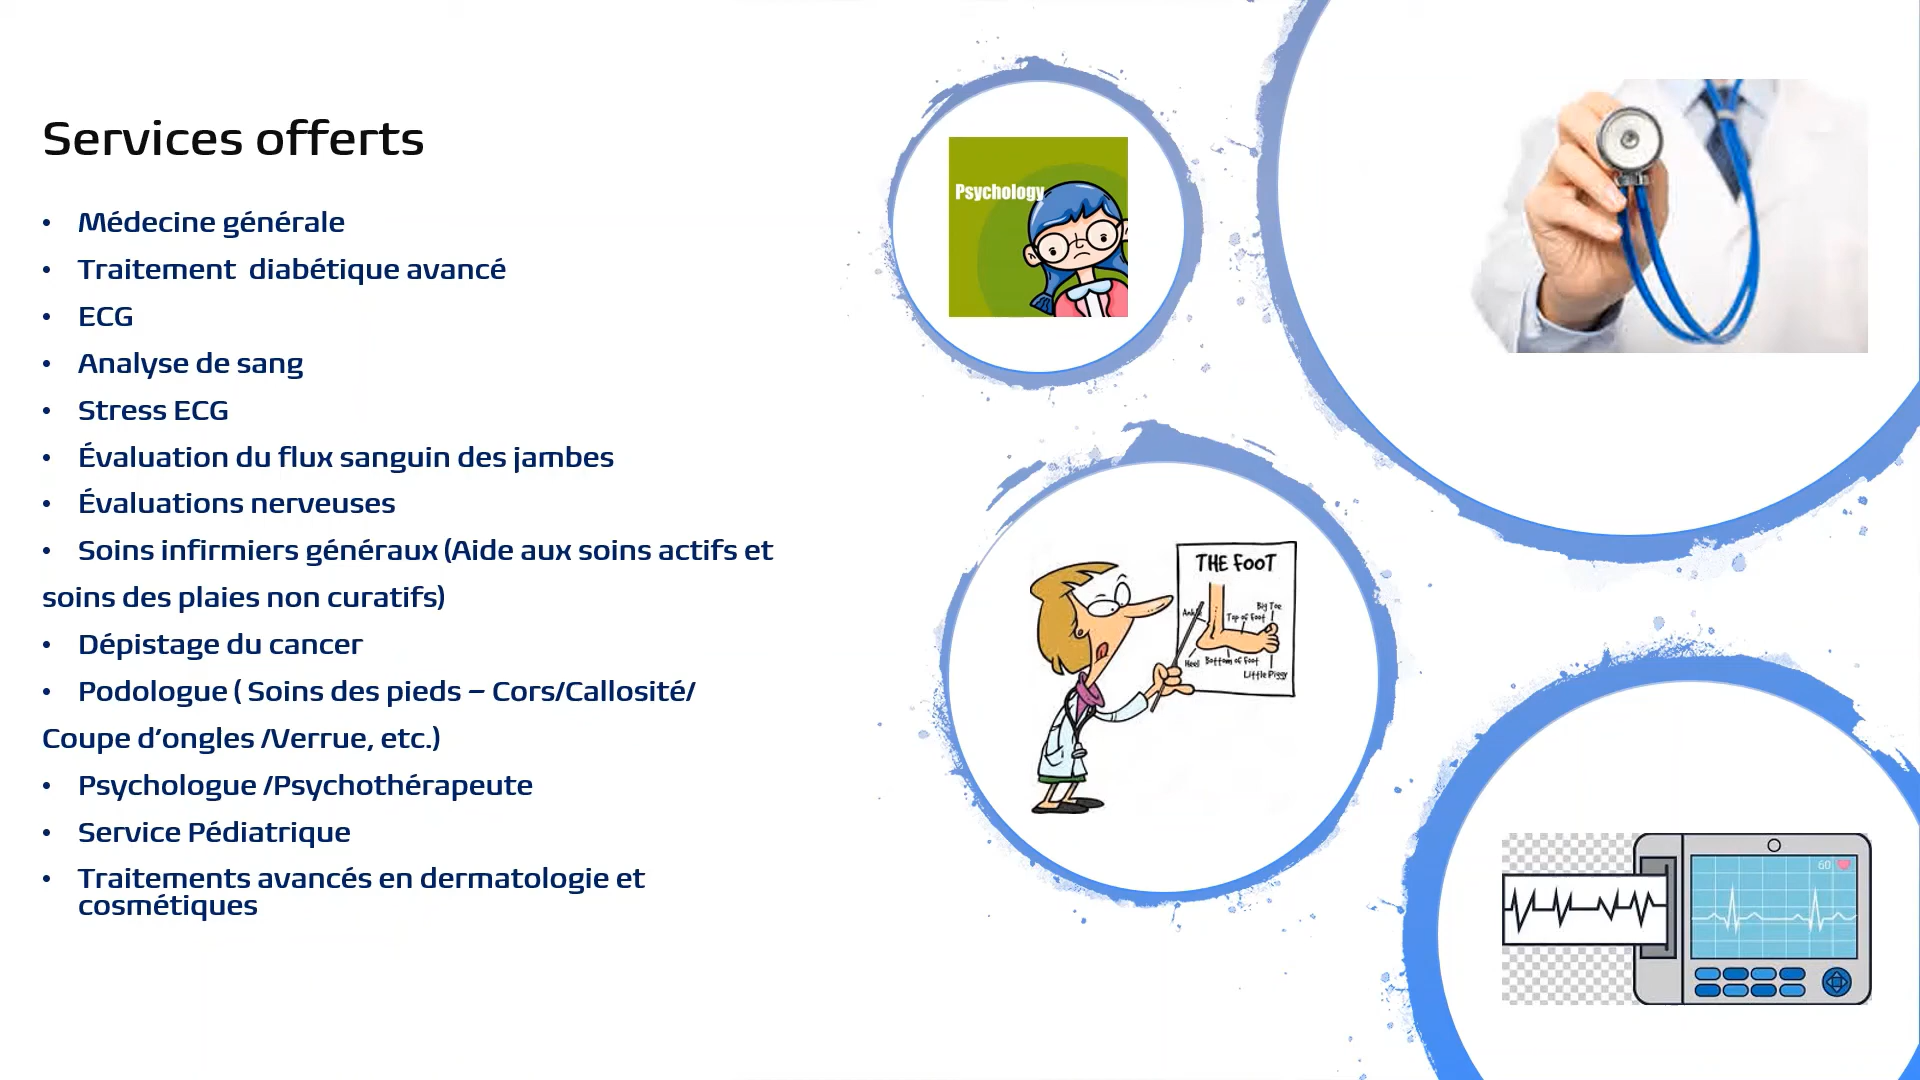 Services offerts
• Médecine générale
• Traitement diabétique avancé
• ECG
• Analyse de sang
• Stress ECG
• Évaluation du flux sanguin des jambes
• Évaluations nerveuses
• Soins infirmiers généraux (Aide aux soins actifs et
soins des plaies non curatifs)
• Dépistage du cancer
• Podologue ( Soins des pieds – Cors/Callosité/
Coupe d’ongles /Verrue, etc.)
• Psychologue /Psychothérapeute
• Service Pédiatrique
• Traitements avancés en dermatologie et
cosmétiques
Psychology
THE FOOT
Big Toe
Top of Foot
Heel
Bottom of Foot
Little Piggy
60